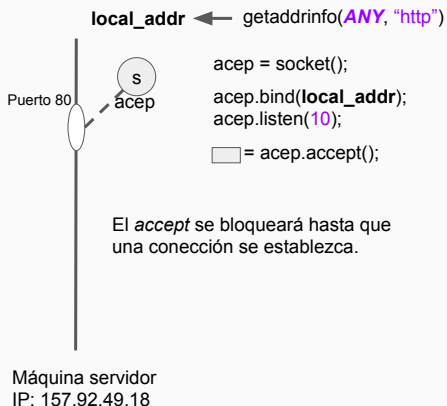 local_addr getaddrinfo(ANY, “http”)
s
acep
Puerto 80
acep = socket();
acep.bind(local_addr);
acep.listen(10);
= acep.accept();
El accept se bloqueará hasta que
una conección se establezca.
Máquina servidor
IP: 157.92.49.18